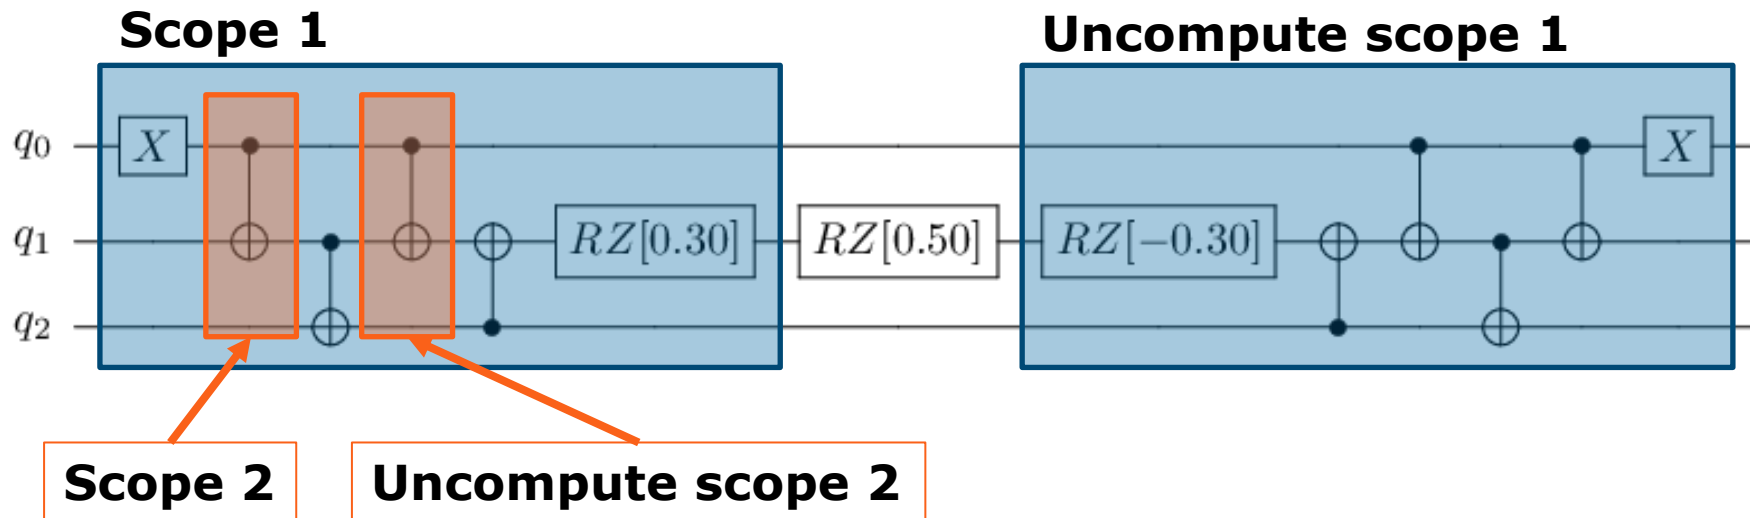 Scope 1
Uncompute scope 1
q0 X X
q1 RZ[0.30] RZ[0.50] RZ[−0.30]
q2
Scope 2
Uncompute scope 2